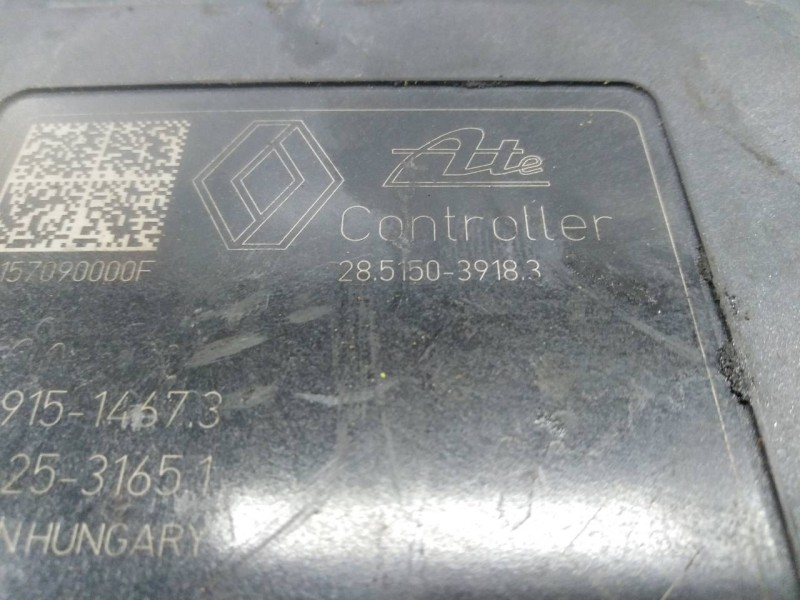 Ate
Controller
157090000F
28.5150-3918.3
915-1467.3
25-3165.1
N HUNGARY